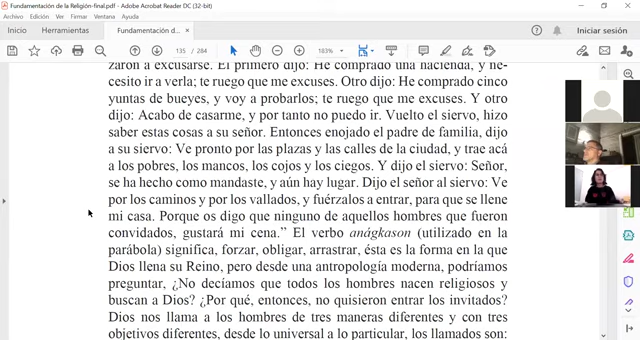 Fundamentación de la Religión-final.pdf - Adobe Acrobat Reader DC (32-bit)
Archivo Edición Ver Firmar Ventana Ayuda
Inicio Herramientas Fundamentación d... × Iniciar sesión
135 / 284 183%
zaron a excusarse. El primero dijo: He comprado una hacienda, y ne-
cesito ir a verla; te ruego que me excuses. Otro dijo: He comprado cinco
yuntas de bueyes, y voy a probarlos; te ruego que me excuses. Y otro
dijo: Acabo de casarme, y por tanto no puedo ir. Vuelto el siervo, hizo
saber estas cosas a su señor. Entonces enojado el padre de familia, dijo
a su siervo: Ve pronto por las plazas y las calles de la ciudad, y trae acá
a los pobres, los mancos, los cojos y los ciegos. Y dijo el siervo: Señor,
se ha hecho como mandaste, y aún hay lugar. Dijo el señor al siervo: Ve
por los caminos y por los vallados, y fuérzalos a entrar, para que se llene
mi casa. Porque os digo que ninguno de aquellos hombres que fueron
convidados, gustará mi cena.” El verbo anágkason (utilizado en la
parábola) significa, forzar, obligar, arrastrar, ésta es la forma en la que
Dios llena su Reino, pero desde una antropología moderna, podríamos
preguntar, ¿No decíamos que todos los hombres nacen religiosos y
buscan a Dios? ¿Por qué, entonces, no quisieron entrar los invitados?
Dios nos llama a los hombres de tres maneras diferentes y con tres
objetivos diferentes, desde lo universal a lo particular, los llamados son: